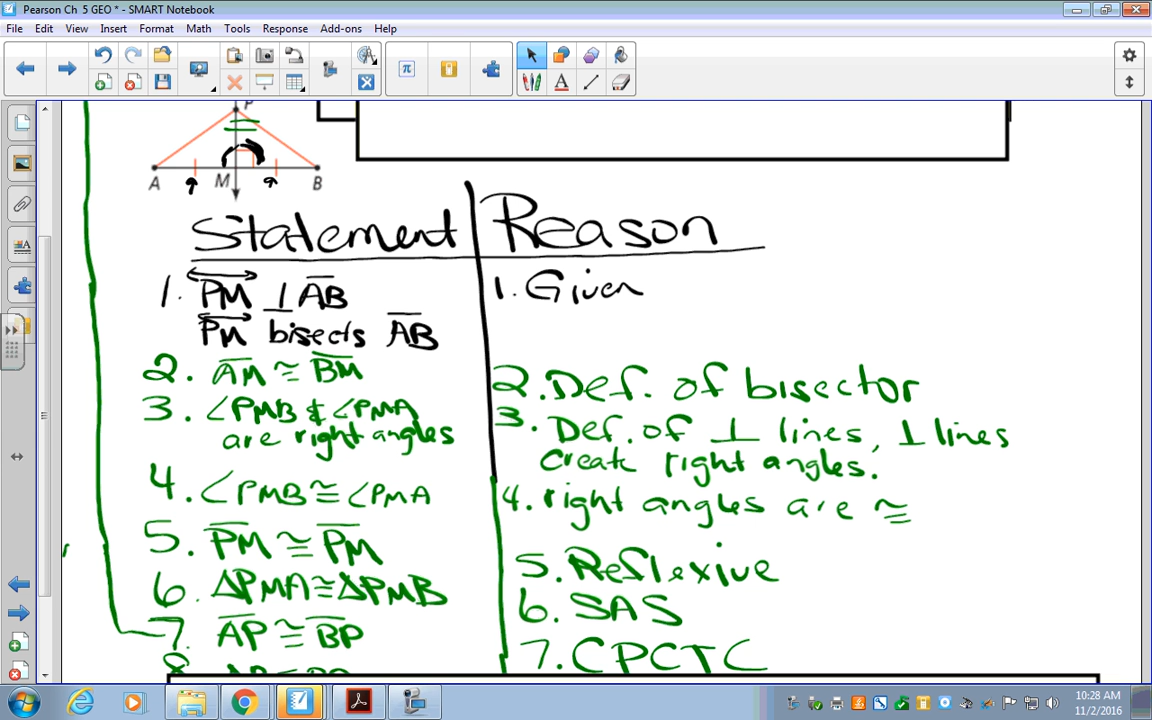 Pearson Ch 5 GEO * - SMART Notebook
File Edit View Insert Format Math Tools Response Add-ons Help
P
A M B
Statement Reason
1. PM ⊥ AB 1. Given
PM bisects AB
2. AM ≅ BM 2. Def. of bisector
3. ∠PMB & ∠PMA 3. Def. of ⊥ lines, ⊥ lines
are right angles create right angles.
4. ∠PMB ≅ ∠PMA 4. right angles are ≅
5. PM ≅ PM 5. Reflexive
6. ΔPMA ≅ ΔPMB 6. SAS
7. AP ≅ BP 7. CPCTC
8
10:28 AM
11/2/2016